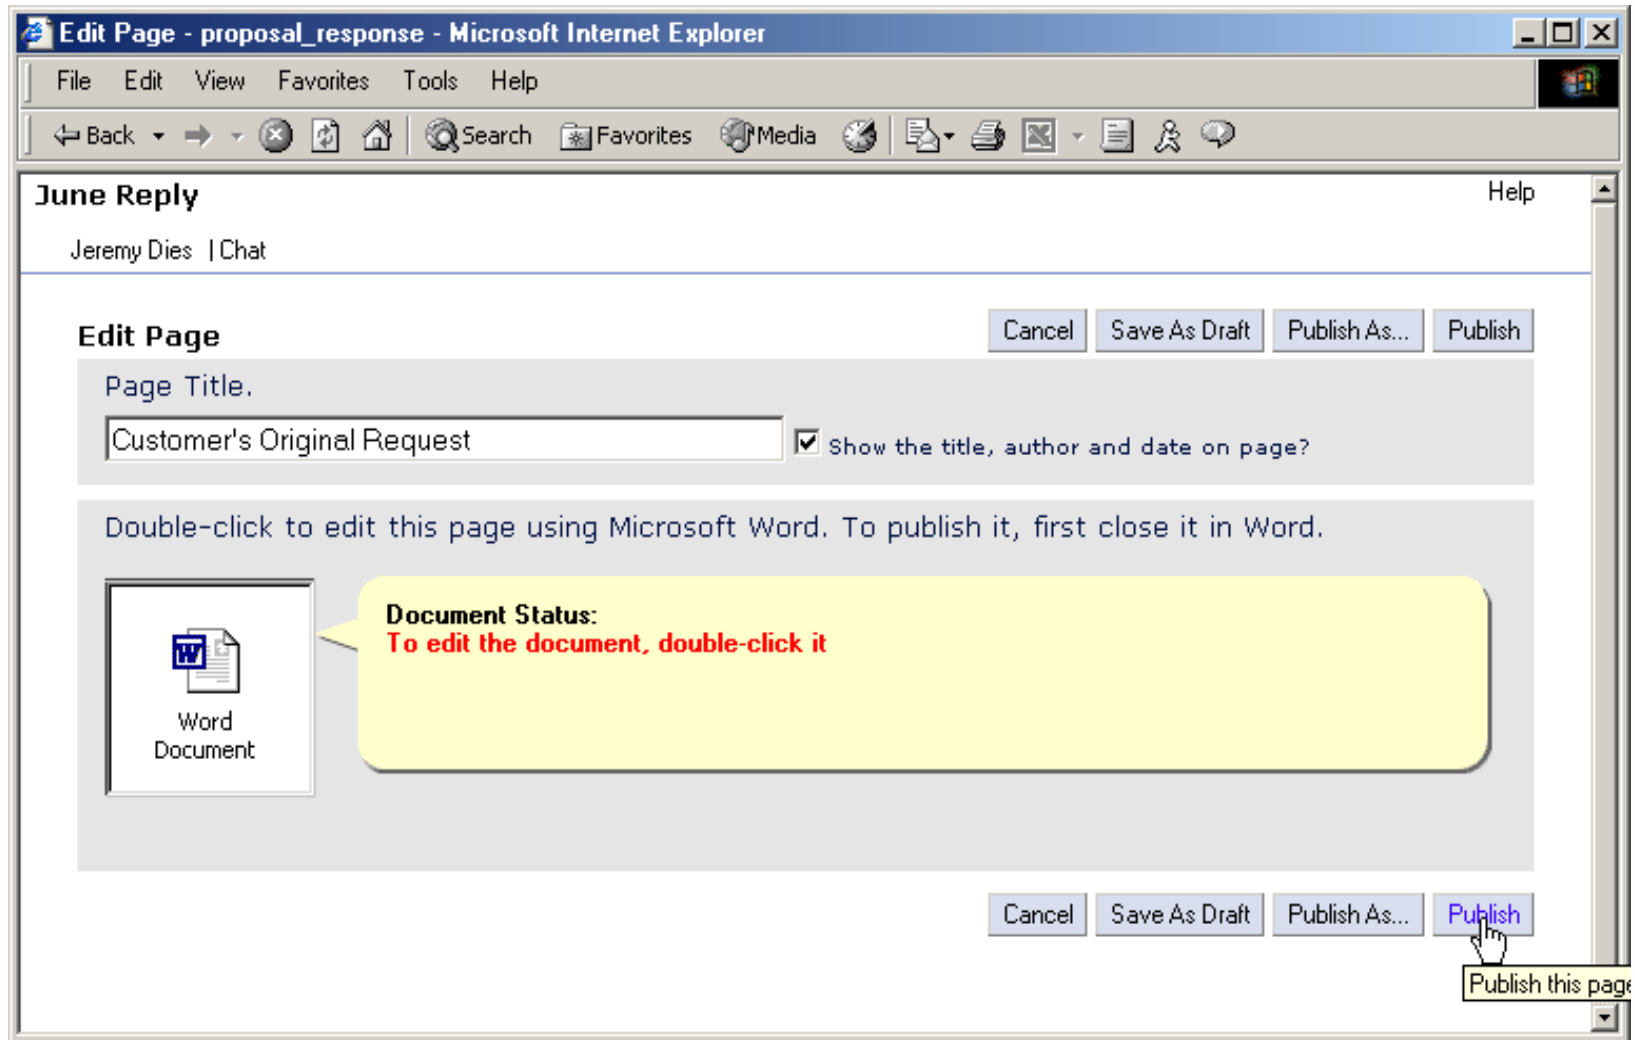 Edit Page - proposal_response - Microsoft Internet Explorer
File Edit View Favorites Tools Help
Back Search Favorites Media
June Reply Help
Jeremy Dies | Chat
Edit Page Cancel Save As Draft Publish As... Publish
Page Title.
Customer's Original Request Show the title, author and date on page?
Double-click to edit this page using Microsoft Word. To publish it, first close it in Word.
Document Status:
To edit the document, double-click it
W
Word
Document
Cancel Save As Draft Publish As... Publish
Publish this page